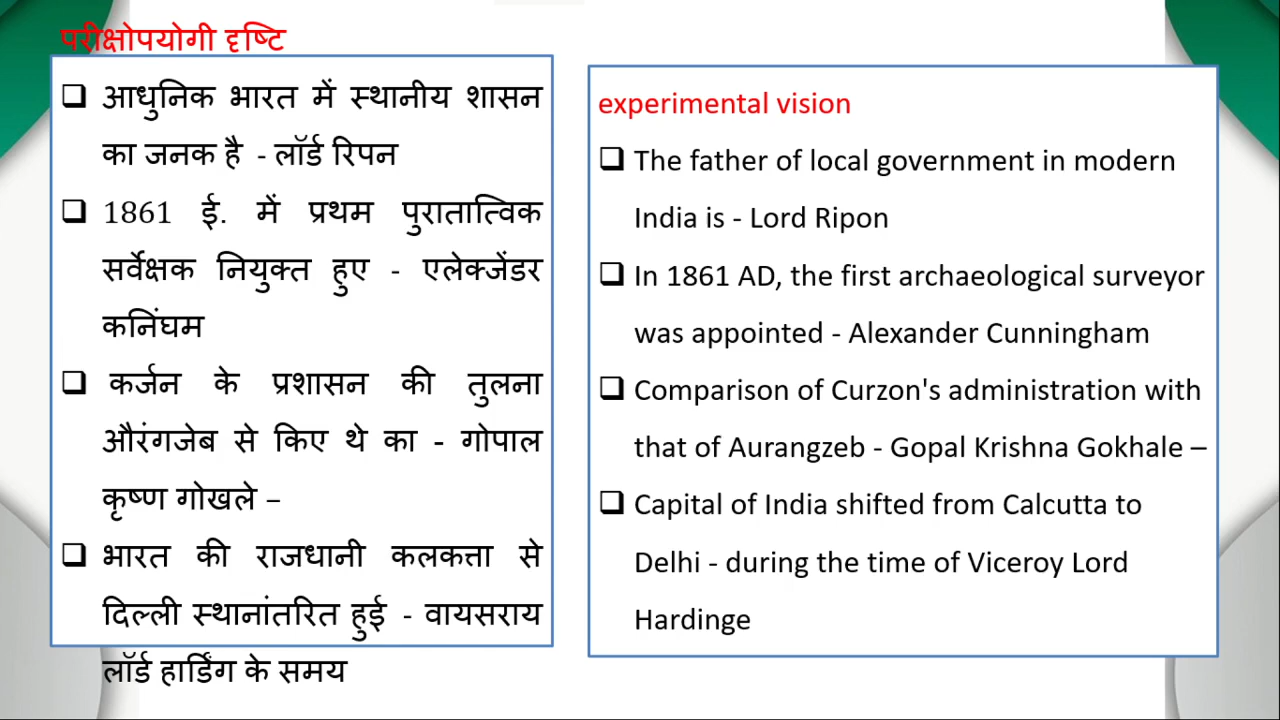 परीक्षोपयोगी दृष्टि
❑ आधुनिक भारत में स्थानीय शासन
का जनक है - लॉर्ड रिपन
❑ 1861 ई. में प्रथम पुरातात्विक
सर्वेक्षक नियुक्त हुए - एलेक्जेंडर
कनिंघम
❑ कर्जन के प्रशासन की तुलना
औरंगजेब से किए थे का - गोपाल
कृष्ण गोखले –
❑ भारत की राजधानी कलकत्ता से
दिल्ली स्थानांतरित हुई - वायसराय
लॉर्ड हार्डिंग के समय
experimental vision
❑ The father of local government in modern
India is - Lord Ripon
❑ In 1861 AD, the first archaeological surveyor
was appointed - Alexander Cunningham
❑ Comparison of Curzon's administration with
that of Aurangzeb - Gopal Krishna Gokhale –
❑ Capital of India shifted from Calcutta to
Delhi - during the time of Viceroy Lord
Hardinge